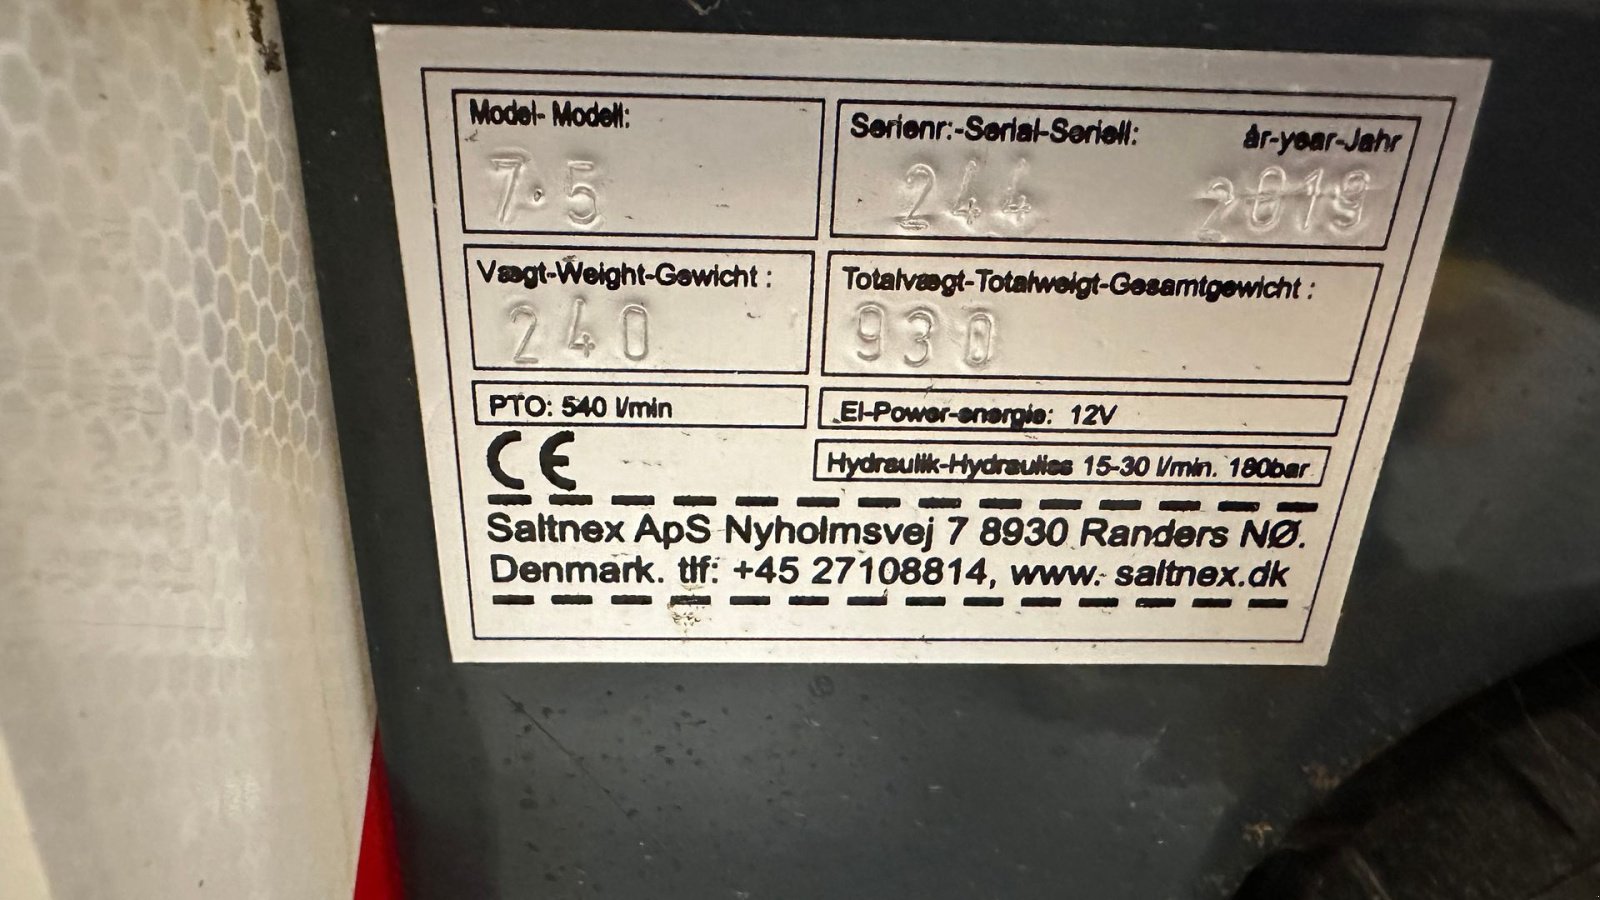 Model- Modell:
7.5
Serienr:-Serial-Seriell: år-year-Jahr
244 2019
Vægt-Weight-Gewicht :
240
Totalvægt-Totalweigt-Gesamtgewicht :
930
PTO: 540 l/min
El-Power-energie: 12V
CE
Hydraulik-Hydraulics 15-30 l/min. 180bar
Saltnex ApS Nyholmsvej 7 8930 Randers NØ.
Denmark. tlf: +45 27108814, www.- saltnex.dk